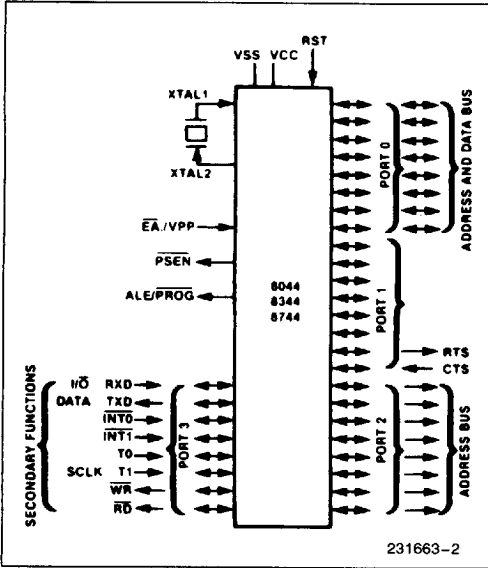 RST
VSS VCC
XTAL1
XTAL2
PORT 0
ADDRESS AND DATA BUS
EA/VPP
PSEN
ALE/PROG
8044
8344
8744
PORT 1
RTS
CTS
SECONDARY FUNCTIONS
I/O RXD
DATA TXD
INT0
INT1
T0
SCLK T1
WR
RD
PORT 3
PORT 2
ADDRESS BUS
231663-2